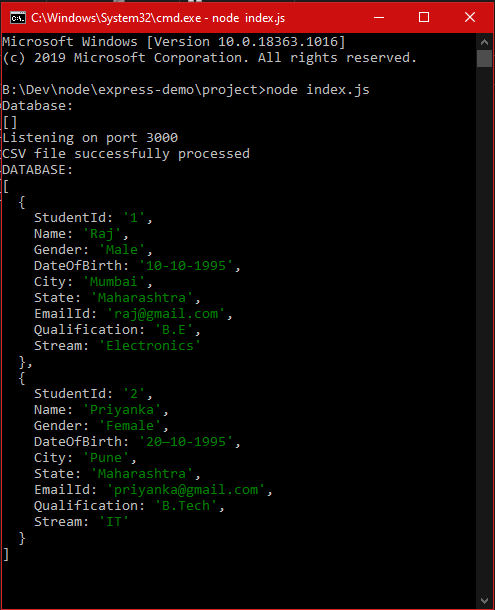 C:\Windows\System32\cmd.exe - node index.js
Microsoft Windows [Version 10.0.18363.1016]
(c) 2019 Microsoft Corporation. All rights reserved.
B:\Dev\node\express-demo\project>node index.js
Database:
[]
Listening on port 3000
CSV file successfully processed
DATABASE:
[
  {
    StudentId: '1',
    Name: 'Raj',
    Gender: 'Male',
    DateOfBirth: '10-10-1995',
    City: 'Mumbai',
    State: 'Maharashtra',
    EmailId: 'raj@gmail.com',
    Qualification: 'B.E',
    Stream: 'Electronics'
  },
  {
    StudentId: '2',
    Name: 'Priyanka',
    Gender: 'Female',
    DateOfBirth: '20–10-1995',
    City: 'Pune',
    State: 'Maharashtra',
    EmailId: 'priyanka@gmail.com',
    Qualification: 'B.Tech',
    Stream: 'IT'
  }
]